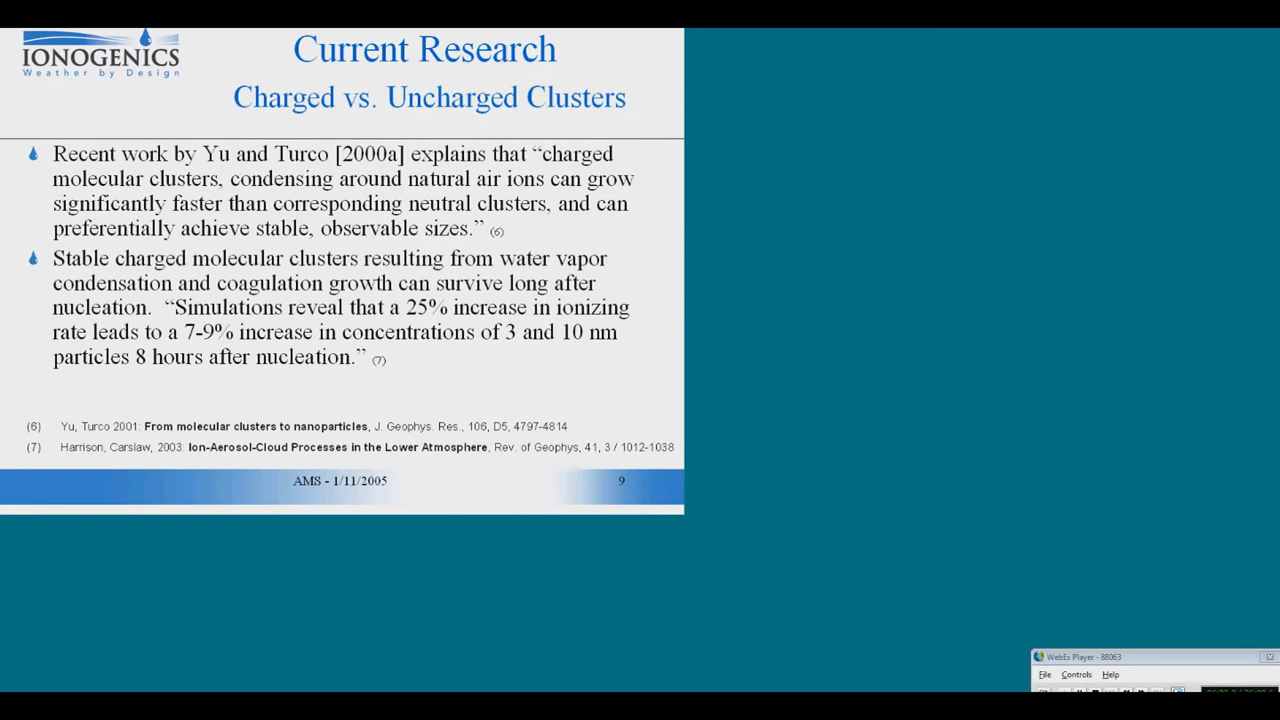 IONOGENICS
Weather by Design
Current Research
Charged vs. Uncharged Clusters
Recent work by Yu and Turco [2000a] explains that “charged
molecular clusters, condensing around natural air ions can grow
significantly faster than corresponding neutral clusters, and can
preferentially achieve stable, observable sizes.” (6)
Stable charged molecular clusters resulting from water vapor
condensation and coagulation growth can survive long after
nucleation. “Simulations reveal that a 25% increase in ionizing
rate leads to a 7-9% increase in concentrations of 3 and 10 nm
particles 8 hours after nucleation.” (7)
(6) Yu, Turco 2001: From molecular clusters to nanoparticles, J. Geophys. Res., 106, D5, 4797-4814
(7) Harrison, Carslaw, 2003: Ion-Aerosol-Cloud Processes in the Lower Atmosphere, Rev. of Geophys, 41, 3 / 1012-1038
AMS - 1/11/2005 9
WebEx Player - 88063
File Controls Help